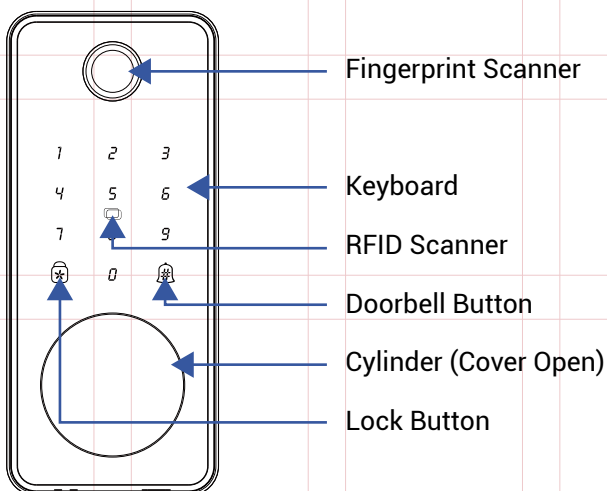 Fingerprint Scanner
1 2 3
Keyboard
4 5 6
RFID Scanner
7 9
* 0 #
Doorbell Button
Cylinder (Cover Open)
Lock Button